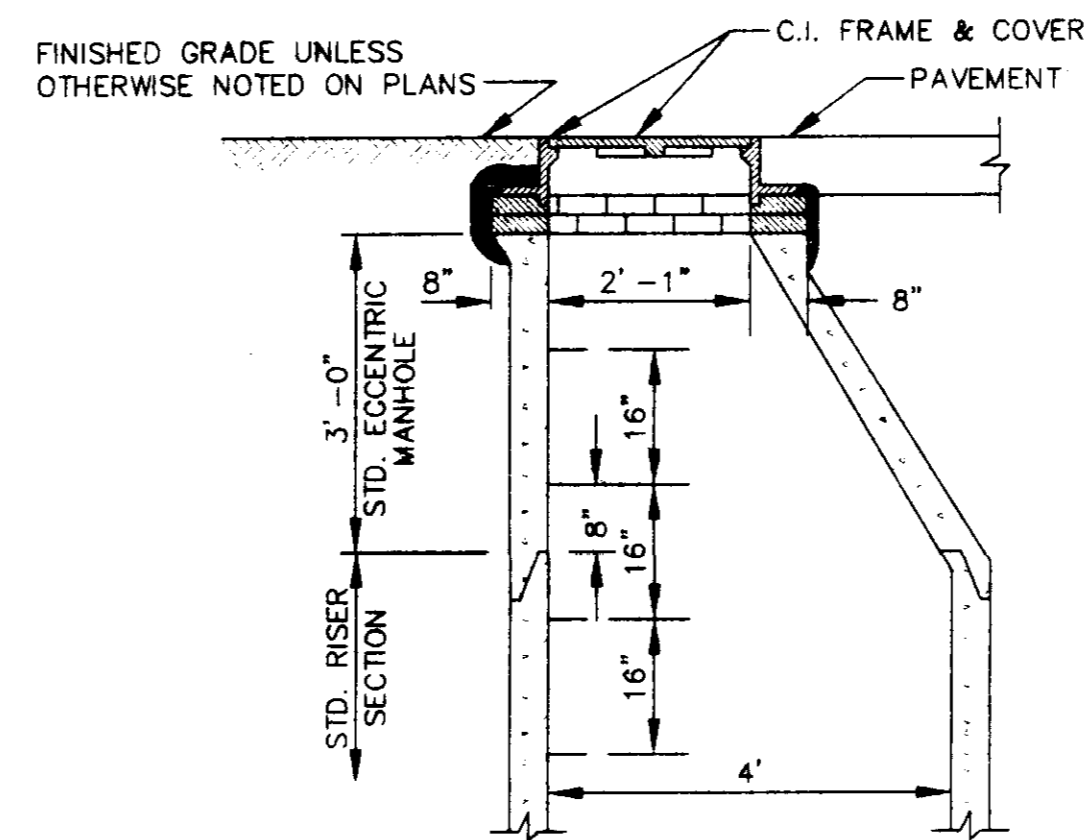 FINISHED GRADE UNLESS
OTHERWISE NOTED ON PLANS
C.I. FRAME & COVER
PAVEMENT
8"
2' -1"
8"
3' -0"
STD. ECCENTRIC
MANHOLE
16"
8"
16"
16"
STD. RISER
SECTION
4'